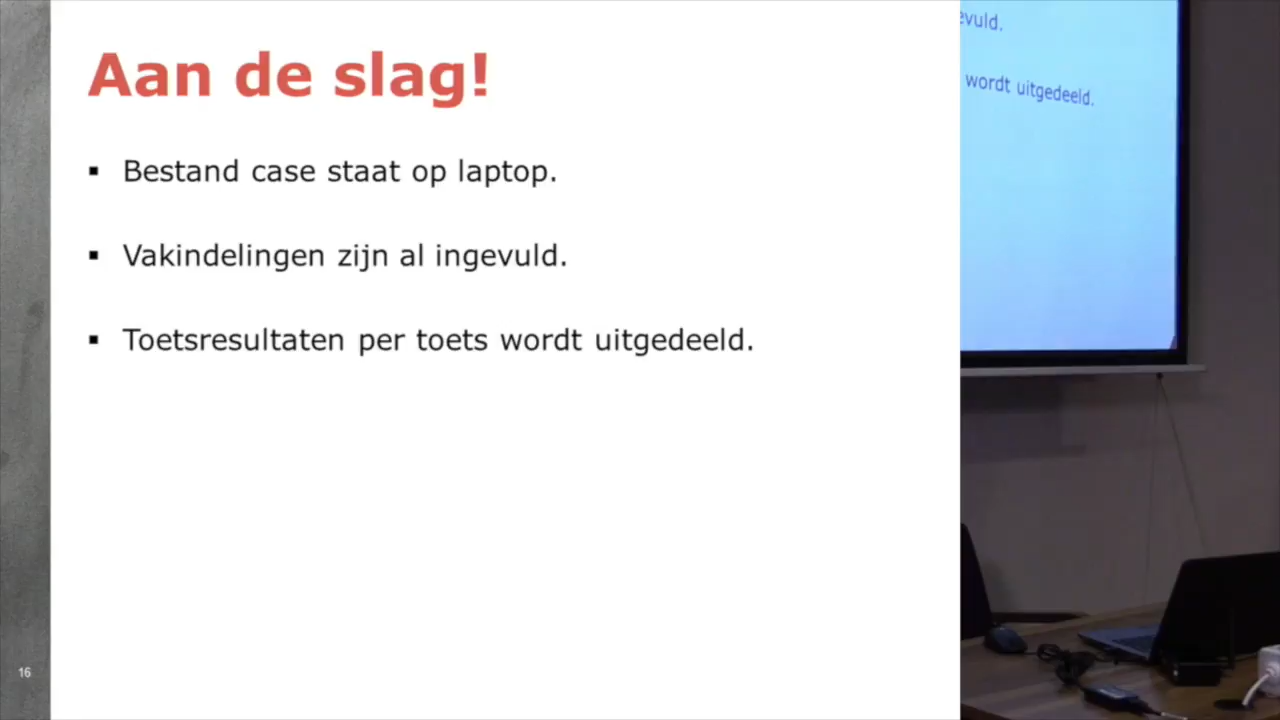 Aan de slag!
▪ Bestand case staat op laptop.
▪ Vakindelingen zijn al ingevuld.
▪ Toetsresultaten per toets wordt uitgedeeld.
16
evuld.
wordt uitgedeeld.